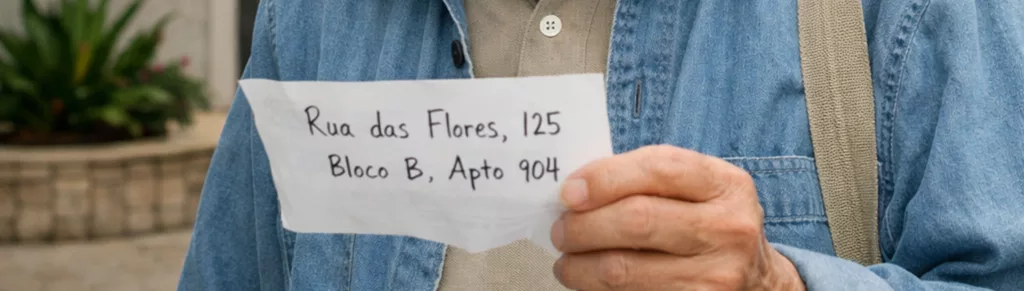 Rua das Flores, 125
Bloco B, Apto 904